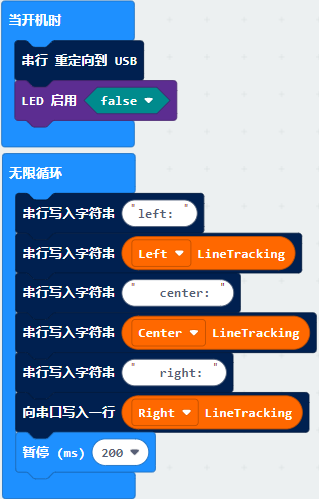 当开机时
串行 重定向到 USB
LED 启用 false
无限循环
串行写入字符串 "left: "
串行写入字符串 Left LineTracking
串行写入字符串 "   center: "
串行写入字符串 Center LineTracking
串行写入字符串 "   right: "
向串口写入一行 Right LineTracking
暂停 (ms) 200